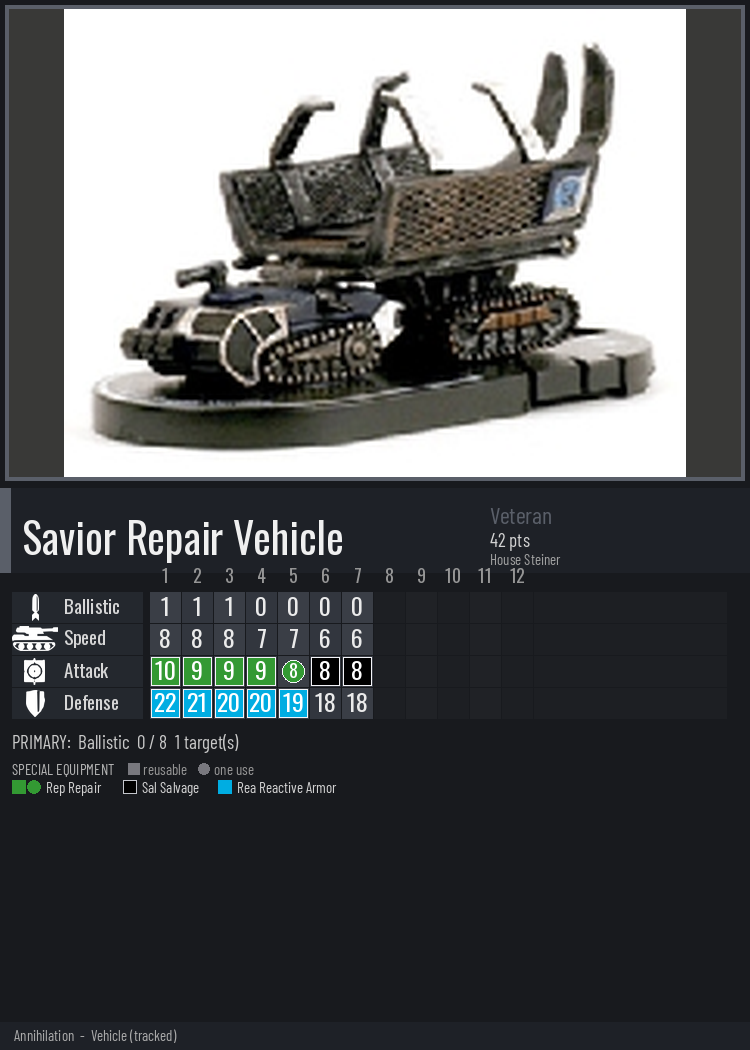 Savior Repair Vehicle
Veteran
42 pts
House Steiner
1 2 3 4 5 6 7 8 9 10 11 12
Ballistic 1 1 1 0 0 0 0
Speed 8 8 8 7 7 6 6
Attack 10 9 9 9 8 8 8
Defense 22 21 20 20 19 18 18
PRIMARY: Ballistic 0 / 8 1 target(s)
SPECIAL EQUIPMENT reusable one use
Rep Repair Sal Salvage Rea Reactive Armor
Annihilation - Vehicle (tracked)